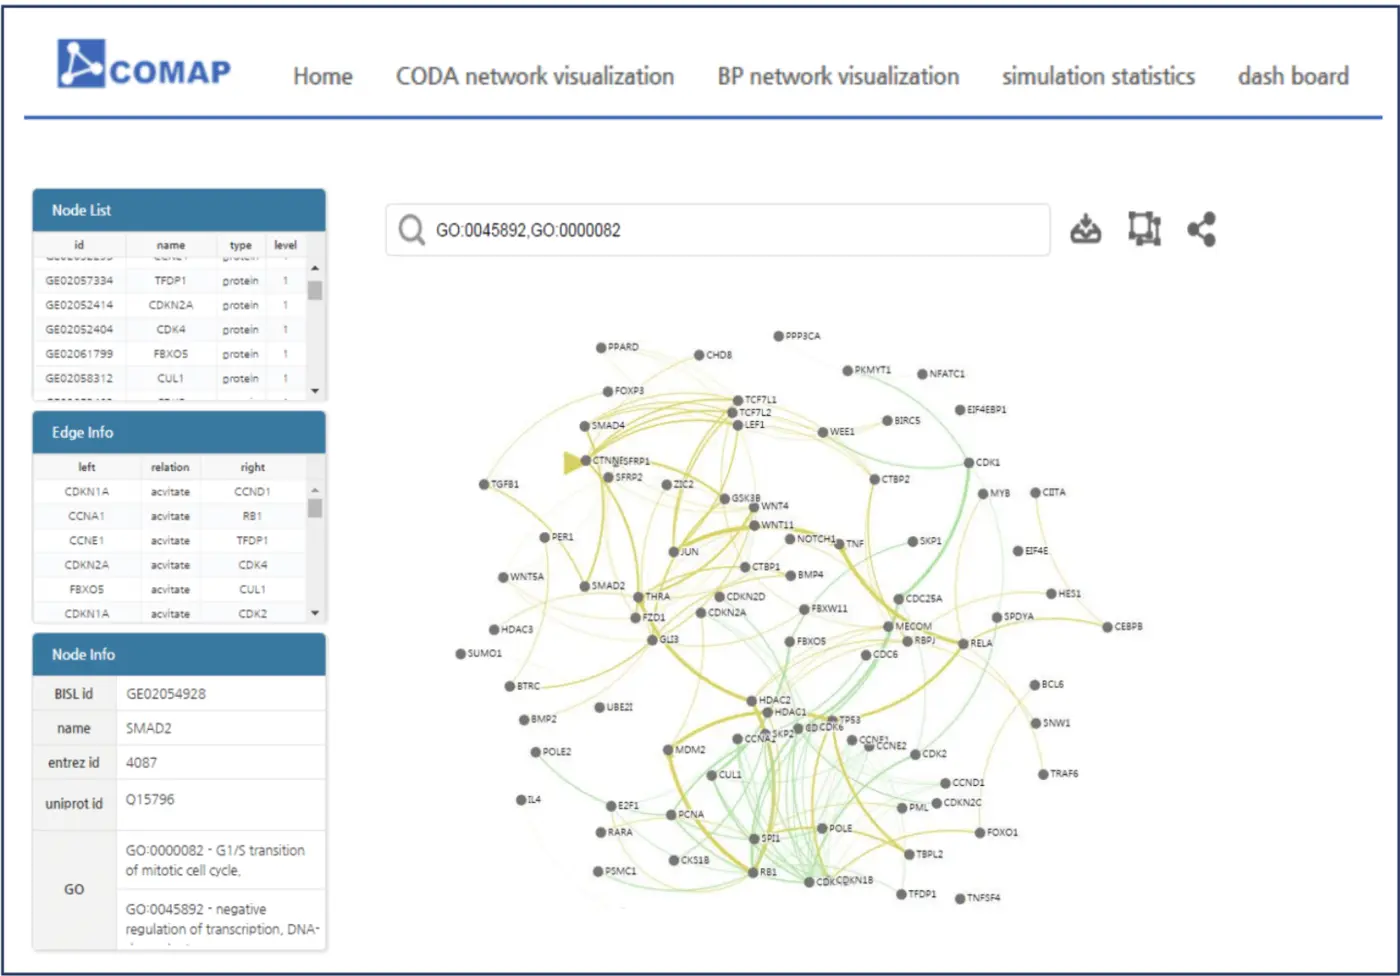 COMAP
Home CODA network visualization BP network visualization simulation statistics dash board
Node List
id name type level
GE02057334 TFDP1 protein 1
GE02052414 CDKN2A protein 1
GE02052404 CDK4 protein 1
GE02061799 FBXO5 protein 1
GE02058312 CUL1 protein 1
Edge Info
left relation right
CDKN1A acvitate CCND1
CCNA1 acvitate RB1
CCNE1 acvitate TFDP1
CDKN2A acvitate CDK4
FBXO5 acvitate CUL1
CDKN1A acvitate CDK2
Node Info
BISL id GE02054928
name SMAD2
entrez id 4087
uniprot id Q15796
GO
GO:0000082 - G1/S transition
of mitotic cell cycle,
GO:0045892 - negative
regulation of transcription, DNA-
GO:0045892,GO:0000082
PPP3CA
PPARD
CHD8
PKMYT1
NFATC1
FOXP3
TCF7L1
TCF7L2
EIF4EBP1
SMAD4
LEF1
BIRC5
WEE1
SFRP1
CDK1
SFRP2
CTBP2
TGFB1
ZIC2
MYB
CIITA
GSK3B
WNT4
WNT11
PER1
NOTCH1
TNF
SKP1
JUN
EIF4E
CTBP1
BMP4
WNT5A
SMAD2
THRA
CDKN2D
CDC25A
HES1
FZD1
CDKN2A
FBXW11
SPDYA
HDAC3
MECOM
CEBPB
GLI3
FBXO5
RBPJ
RELA
SUMO1
CDC6
BTRC
BCL6
HDAC2
UBE2I
HDAC1
BMP2
TP53
SNW1
CDK6
SKP2
CCNA2
CCNE2
POLE2
MDM2
CDK2
CUL1
TRAF6
CCND1
IL4
E2F1
CDKN2C
PML
PCNA
RARA
POLE
FOXO1
SPI1
CKS1B
TBPL2
PSMC1
RB1
CDKN1B
TFDP1
TNFSF4